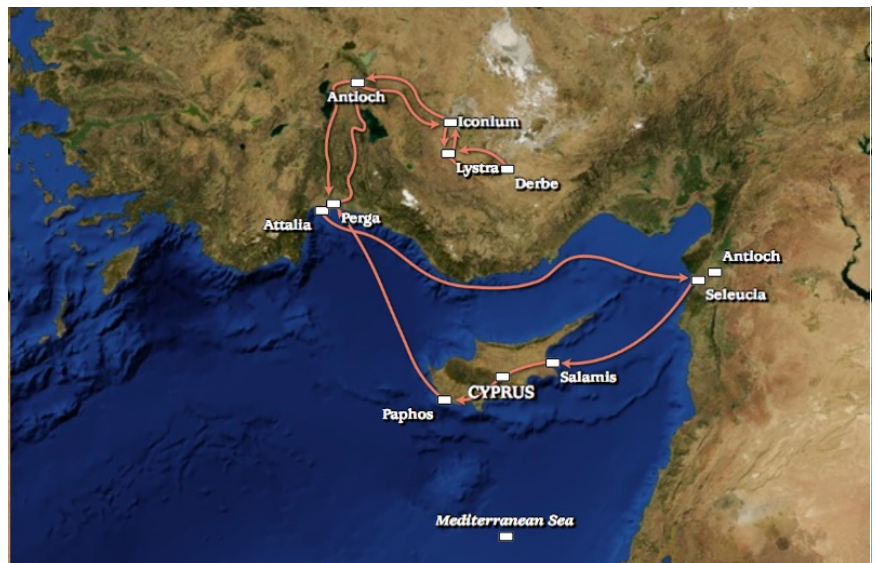 Antioch
Iconium
Lystra
Derbe
Perga
Attalia
Antioch
Seleucia
Salamis
CYPRUS
Paphos
Mediterranean Sea